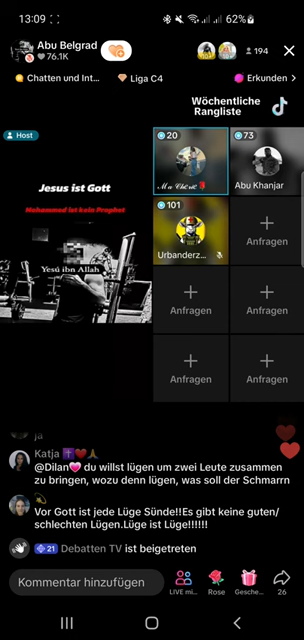 13:09
62%
Abu Belgrad
76.1K
194
Chatten und Int...
Liga C4
Erkunden >
Wöchentliche
Rangliste
Host
20
73
Jesus ist Gott
Mohammad ist kein Prophet
Yesú ibn Allah
Abu Khanjar
101
Urbanderz...
Anfragen
Anfragen
Anfragen
Anfragen
Anfragen
ja
Katja
@Dilan du willst lügen um zwei Leute zusammen
zu bringen, wozu denn lügen, was soll der Schmarrn
Vor Gott ist jede Lüge Sünde!!Es gibt keine guten/
schlechten Lügen.Lüge ist Lüge!!!!!!
21 Debatten TV ist beigetreten
Kommentar hinzufügen
LIVE mi...
Rose
Gesche...
26